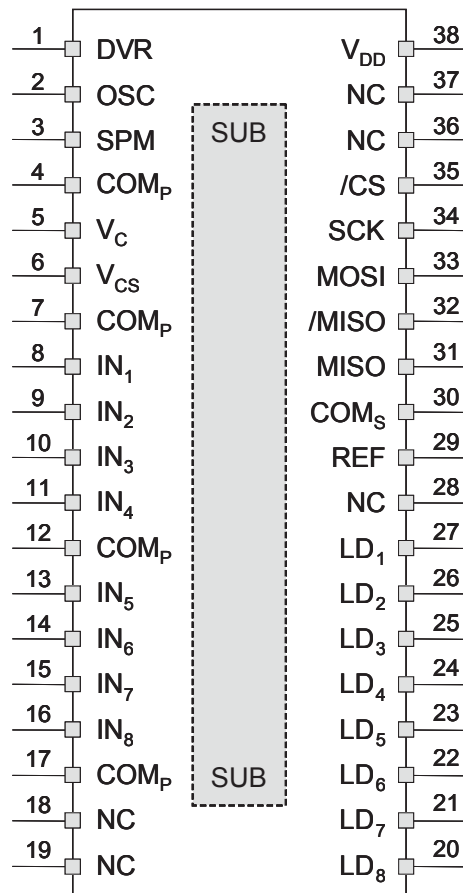 1 DVR V_DD 38
2 OSC NC 37
3 SPM SUB NC 36
4 COM_P /CS 35
5 V_C SCK 34
6 V_CS MOSI 33
7 COM_P /MISO 32
8 IN_1 MISO 31
9 IN_2 COM_S 30
10 IN_3 REF 29
11 IN_4 NC 28
12 COM_P LD_1 27
13 IN_5 LD_2 26
14 IN_6 LD_3 25
15 IN_7 LD_4 24
16 IN_8 LD_5 23
17 COM_P SUB LD_6 22
18 NC LD_7 21
19 NC LD_8 20